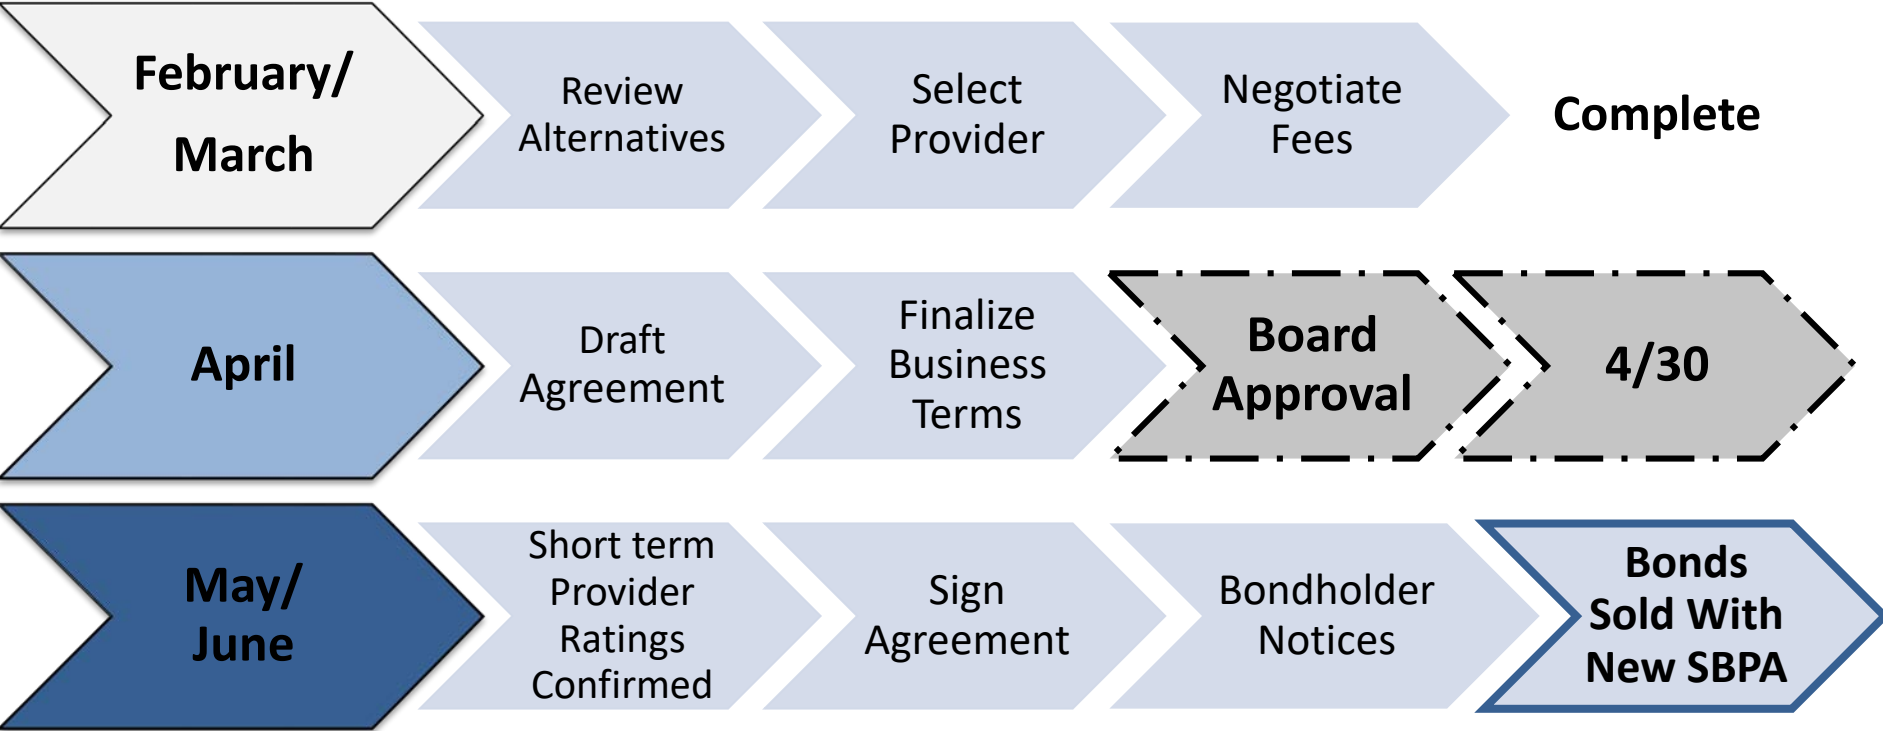 February/
March
Review
Alternatives
Select
Provider
Negotiate
Fees
Complete
April
Draft
Agreement
Finalize
Business
Terms
Board
Approval
4/30
May/
June
Short term
Provider
Ratings
Confirmed
Sign
Agreement
Bondholder
Notices
Bonds
Sold With
New SBPA